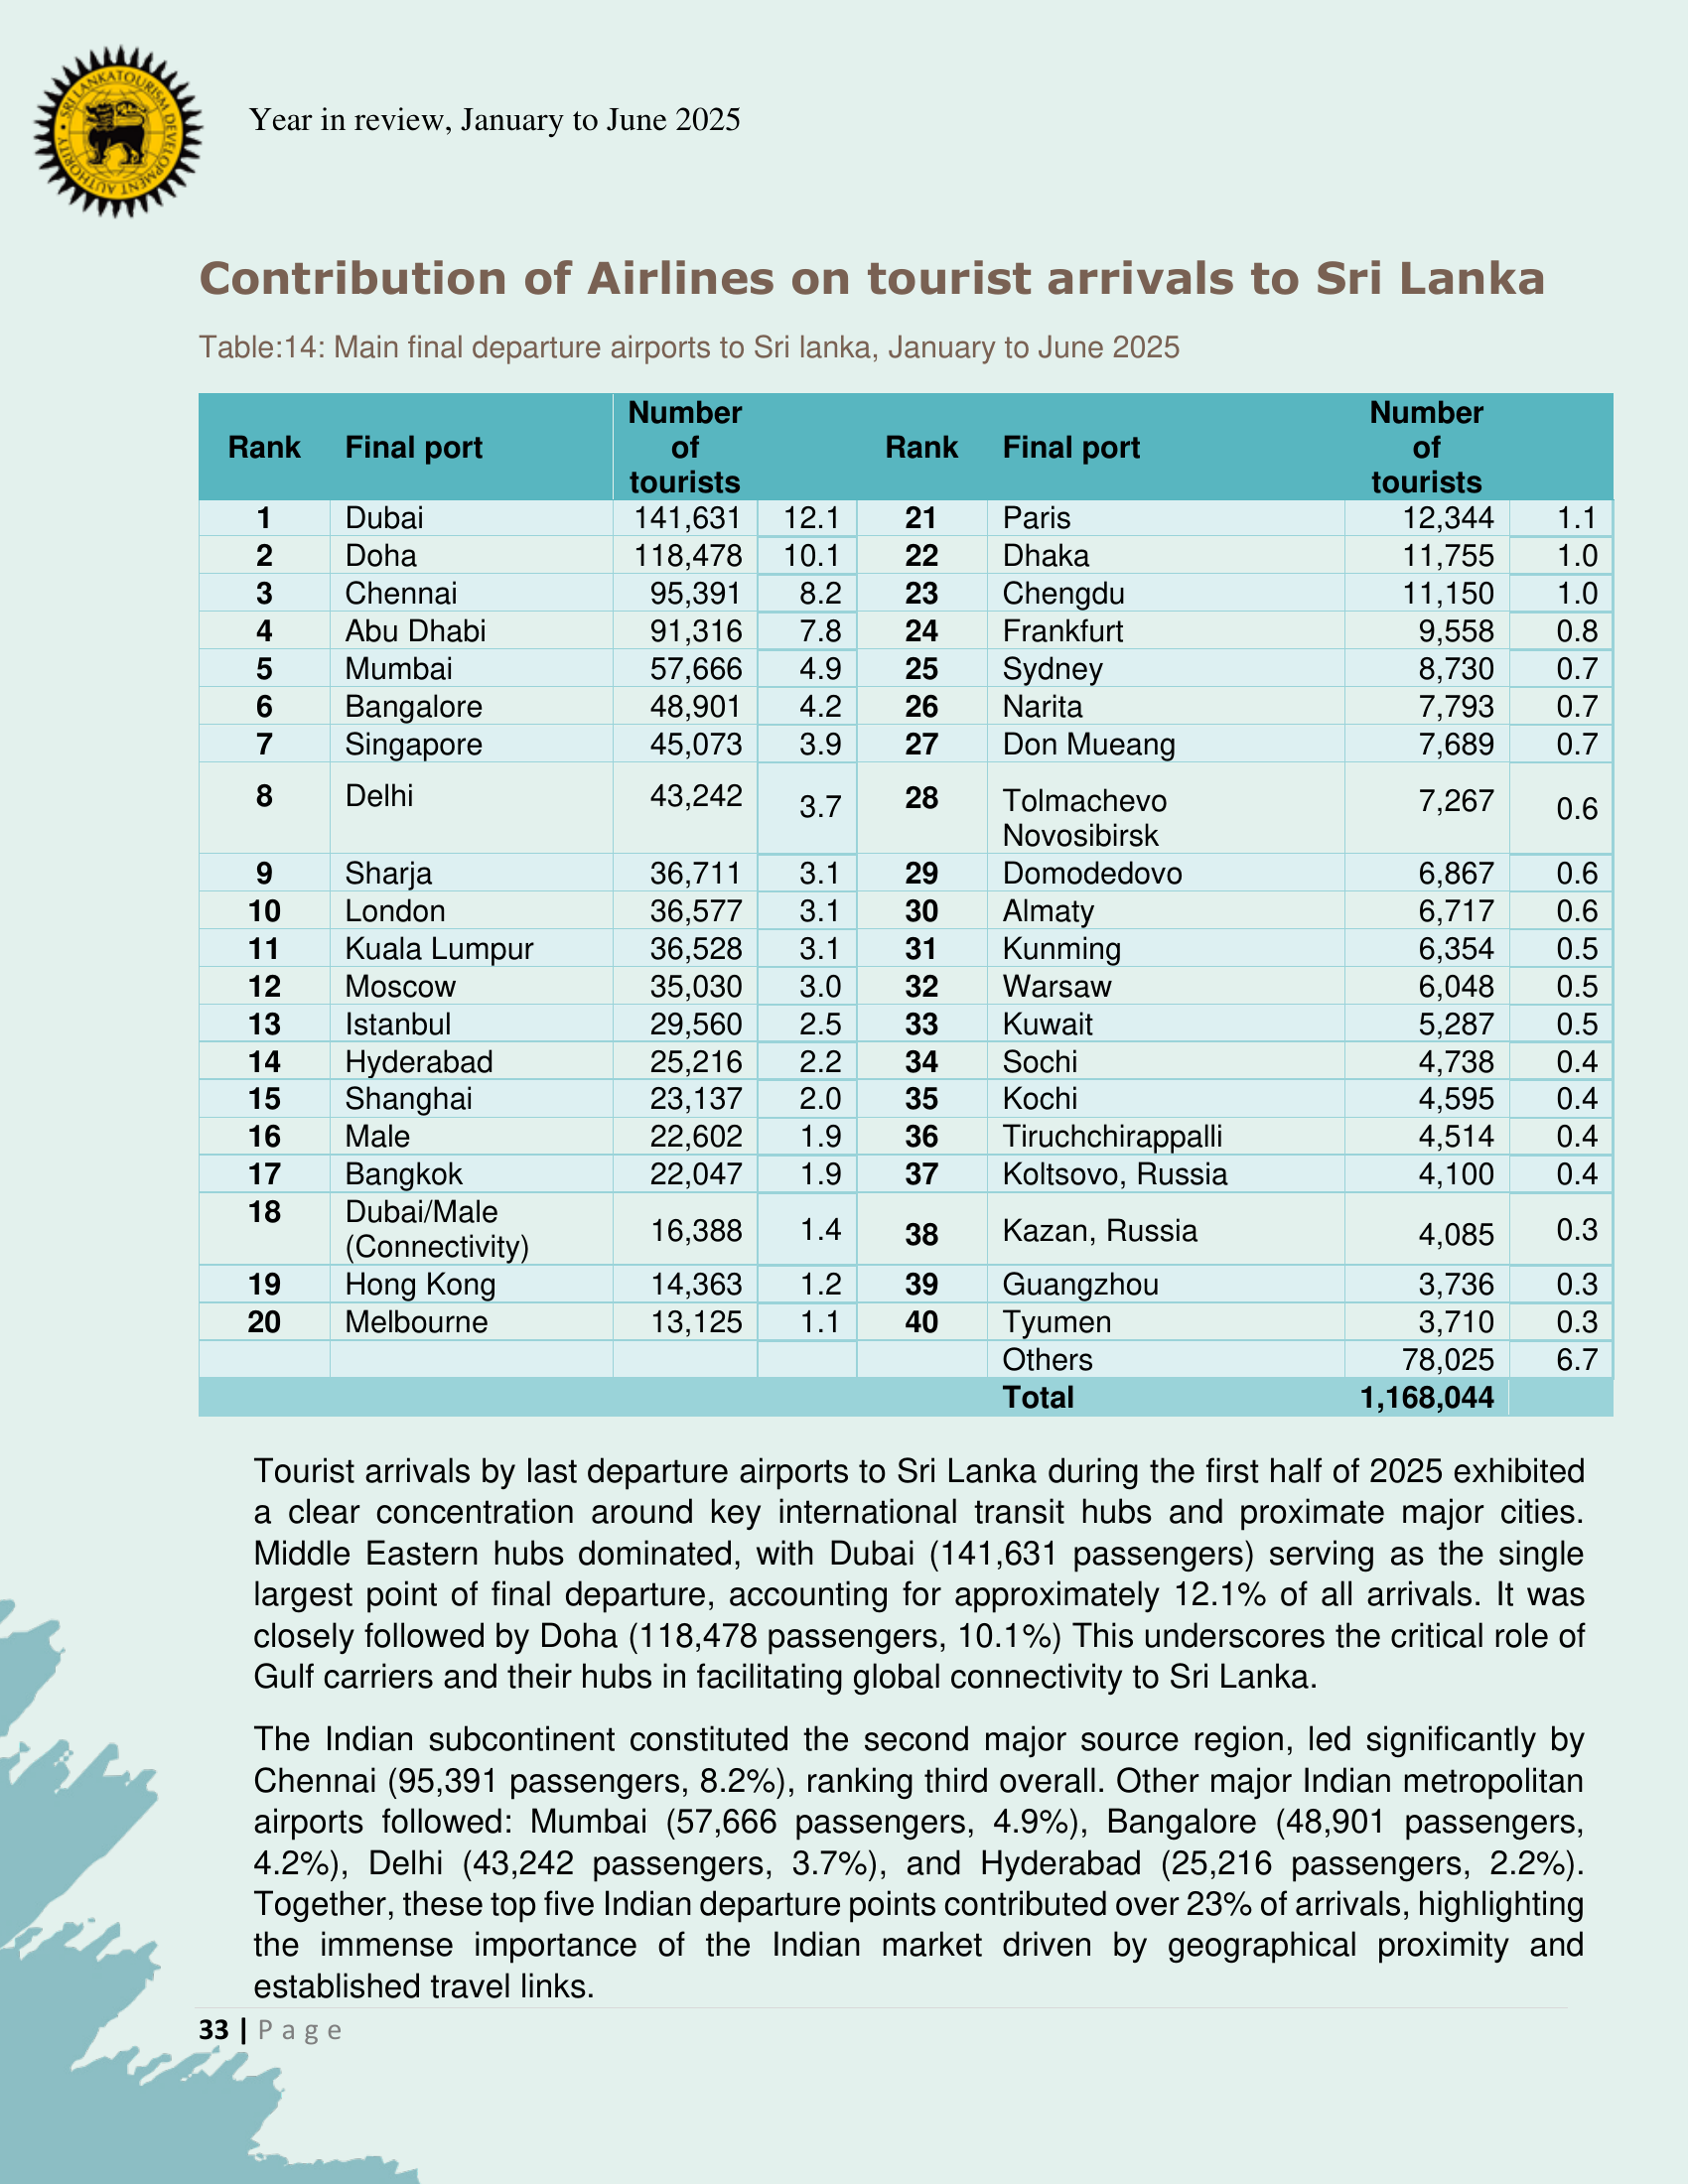 SRI LANKA TOURISM DEVELOPMENT AUTHORITY
Year in review, January to June 2025
Contribution of Airlines on tourist arrivals to Sri Lanka
Table:14: Main final departure airports to Sri lanka, January to June 2025
Rank Final port Number of tourists Rank Final port Number of tourists
1 Dubai 141,631 12.1 21 Paris 12,344 1.1
2 Doha 118,478 10.1 22 Dhaka 11,755 1.0
3 Chennai 95,391 8.2 23 Chengdu 11,150 1.0
4 Abu Dhabi 91,316 7.8 24 Frankfurt 9,558 0.8
5 Mumbai 57,666 4.9 25 Sydney 8,730 0.7
6 Bangalore 48,901 4.2 26 Narita 7,793 0.7
7 Singapore 45,073 3.9 27 Don Mueang 7,689 0.7
8 Delhi 43,242 3.7 28 Tolmachevo Novosibirsk 7,267 0.6
9 Sharja 36,711 3.1 29 Domodedovo 6,867 0.6
10 London 36,577 3.1 30 Almaty 6,717 0.6
11 Kuala Lumpur 36,528 3.1 31 Kunming 6,354 0.5
12 Moscow 35,030 3.0 32 Warsaw 6,048 0.5
13 Istanbul 29,560 2.5 33 Kuwait 5,287 0.5
14 Hyderabad 25,216 2.2 34 Sochi 4,738 0.4
15 Shanghai 23,137 2.0 35 Kochi 4,595 0.4
16 Male 22,602 1.9 36 Tiruchchirappalli 4,514 0.4
17 Bangkok 22,047 1.9 37 Koltsovo, Russia 4,100 0.4
18 Dubai/Male (Connectivity) 16,388 1.4 38 Kazan, Russia 4,085 0.3
19 Hong Kong 14,363 1.2 39 Guangzhou 3,736 0.3
20 Melbourne 13,125 1.1 40 Tyumen 3,710 0.3
Others 78,025 6.7
Total 1,168,044
Tourist arrivals by last departure airports to Sri Lanka during the first half of 2025 exhibited
a clear concentration around key international transit hubs and proximate major cities.
Middle Eastern hubs dominated, with Dubai (141,631 passengers) serving as the single
largest point of final departure, accounting for approximately 12.1% of all arrivals. It was
closely followed by Doha (118,478 passengers, 10.1%) This underscores the critical role of
Gulf carriers and their hubs in facilitating global connectivity to Sri Lanka.
The Indian subcontinent constituted the second major source region, led significantly by
Chennai (95,391 passengers, 8.2%), ranking third overall. Other major Indian metropolitan
airports followed: Mumbai (57,666 passengers, 4.9%), Bangalore (48,901 passengers,
4.2%), Delhi (43,242 passengers, 3.7%), and Hyderabad (25,216 passengers, 2.2%).
Together, these top five Indian departure points contributed over 23% of arrivals, highlighting
the immense importance of the Indian market driven by geographical proximity and
established travel links.
33 | Page